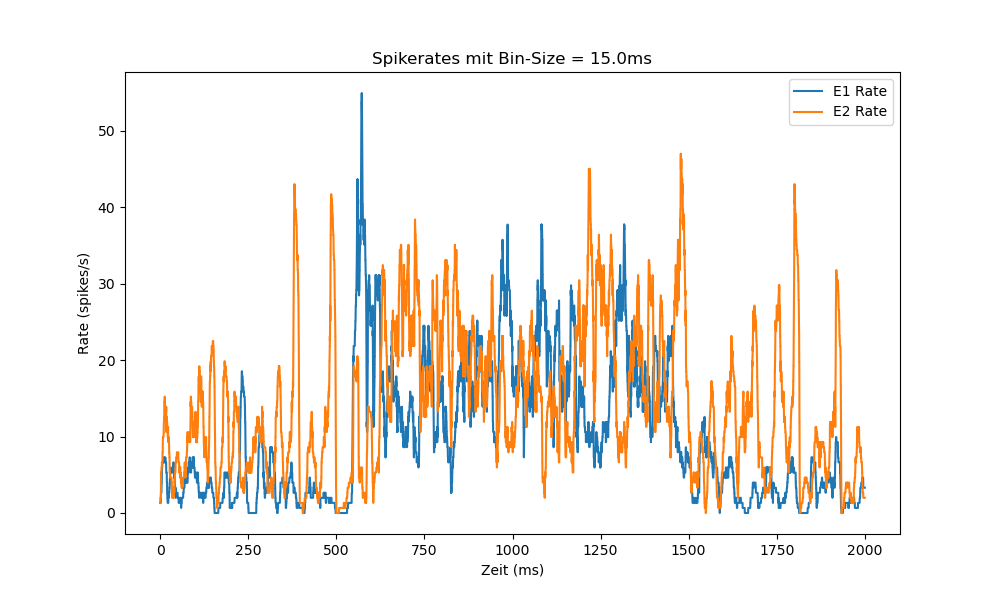 Spikerates mit Bin-Size = 15.0ms
E1 Rate
E2 Rate
50
40
30
20
10
0
Rate (spikes/s)
0 250 500 750 1000 1250 1500 1750 2000
Zeit (ms)